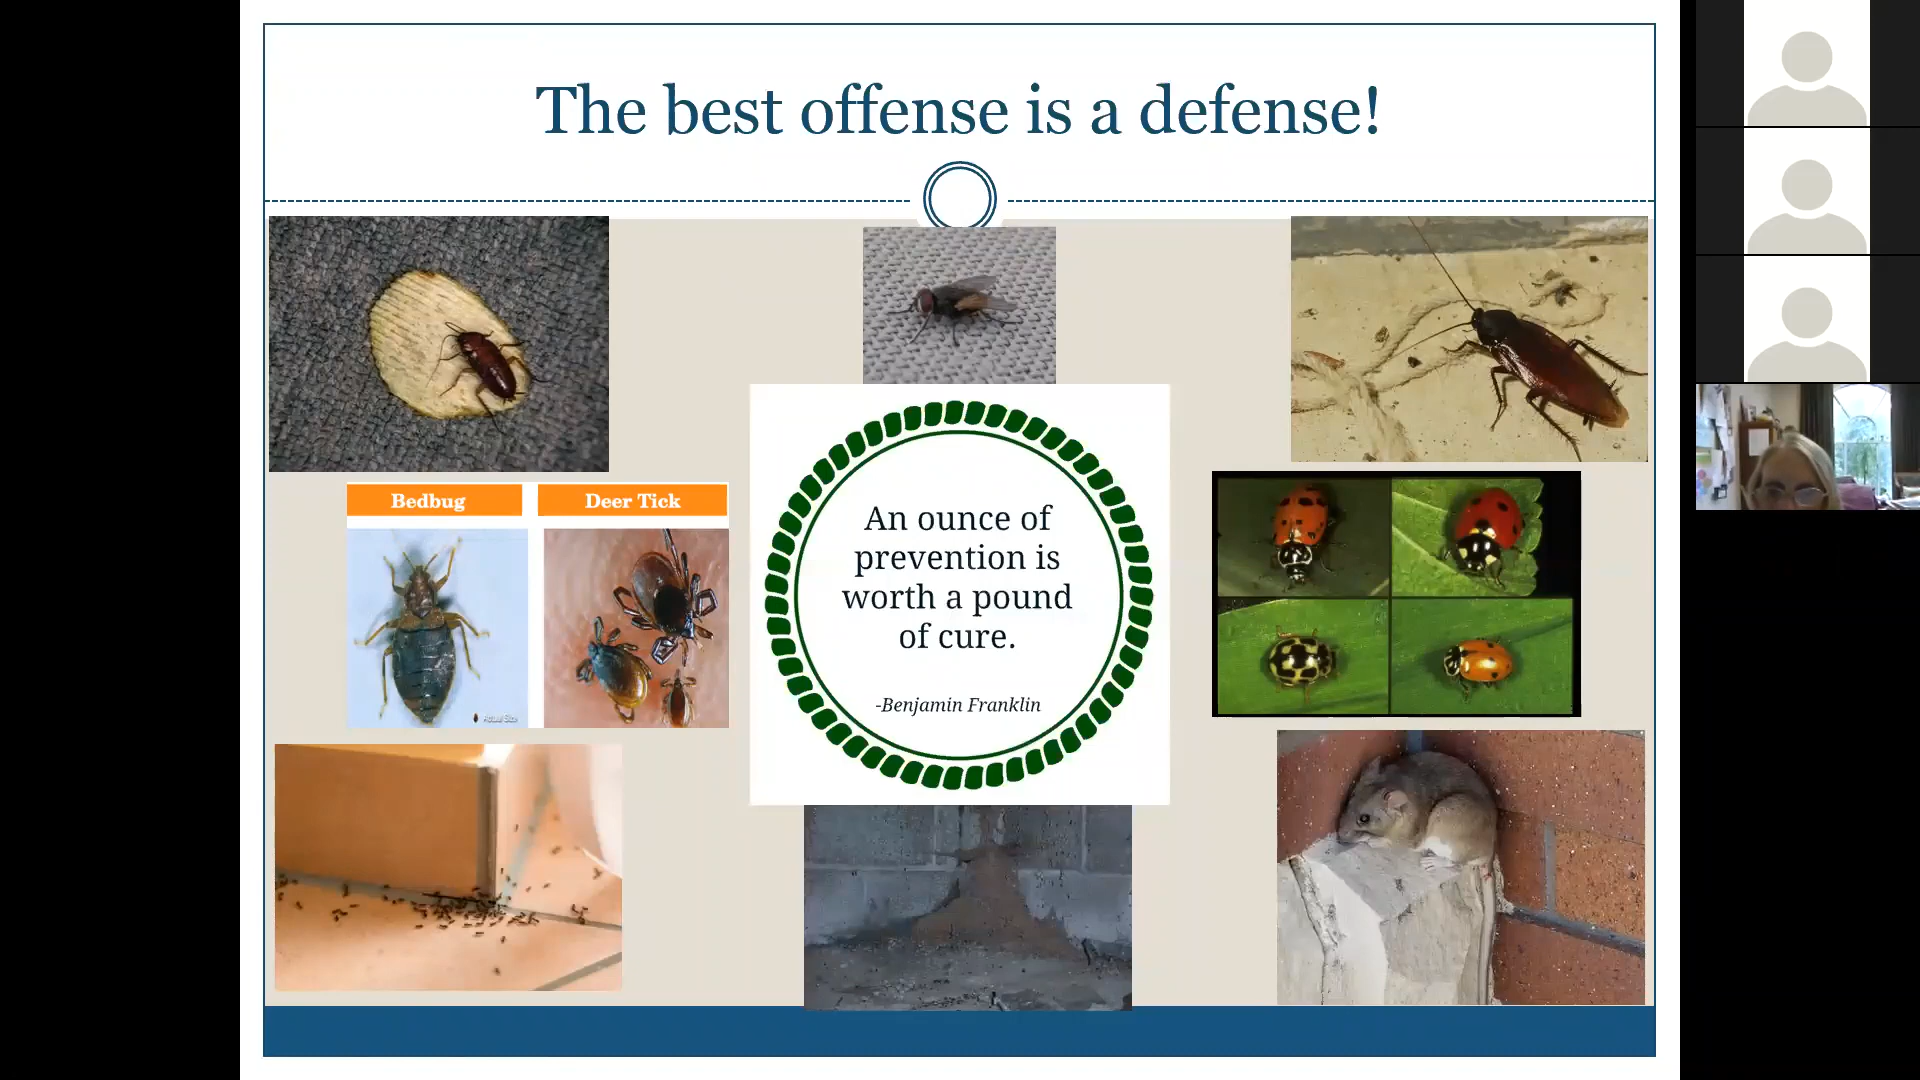 The best offense is a defense!
Bedbug
Deer Tick
An ounce of
prevention is
worth a pound
of cure.
-Benjamin Franklin
Actual Size